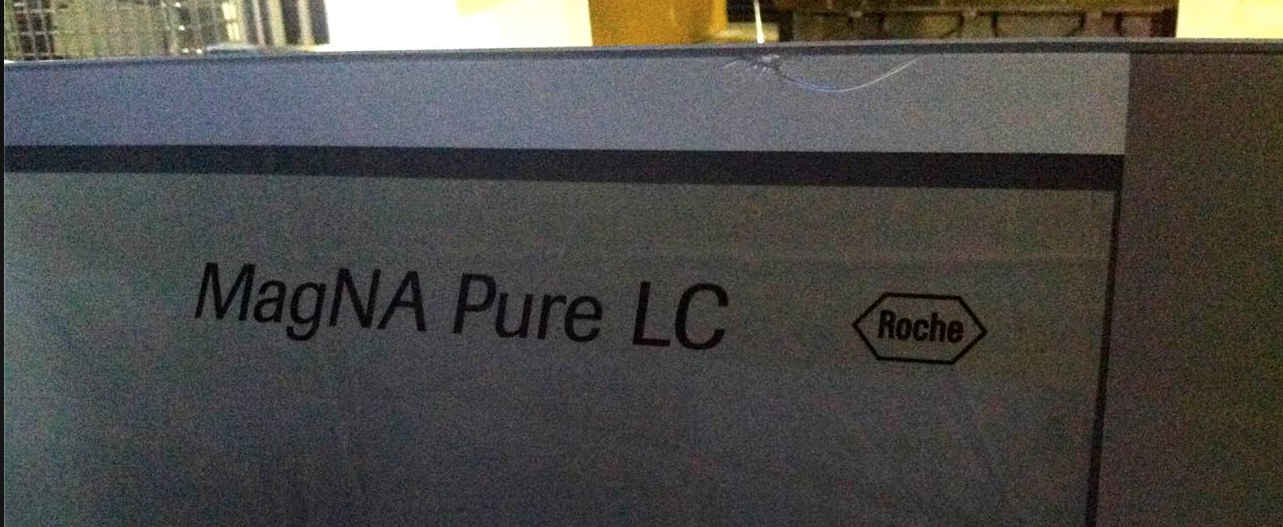 MagNA Pure LC
Roche